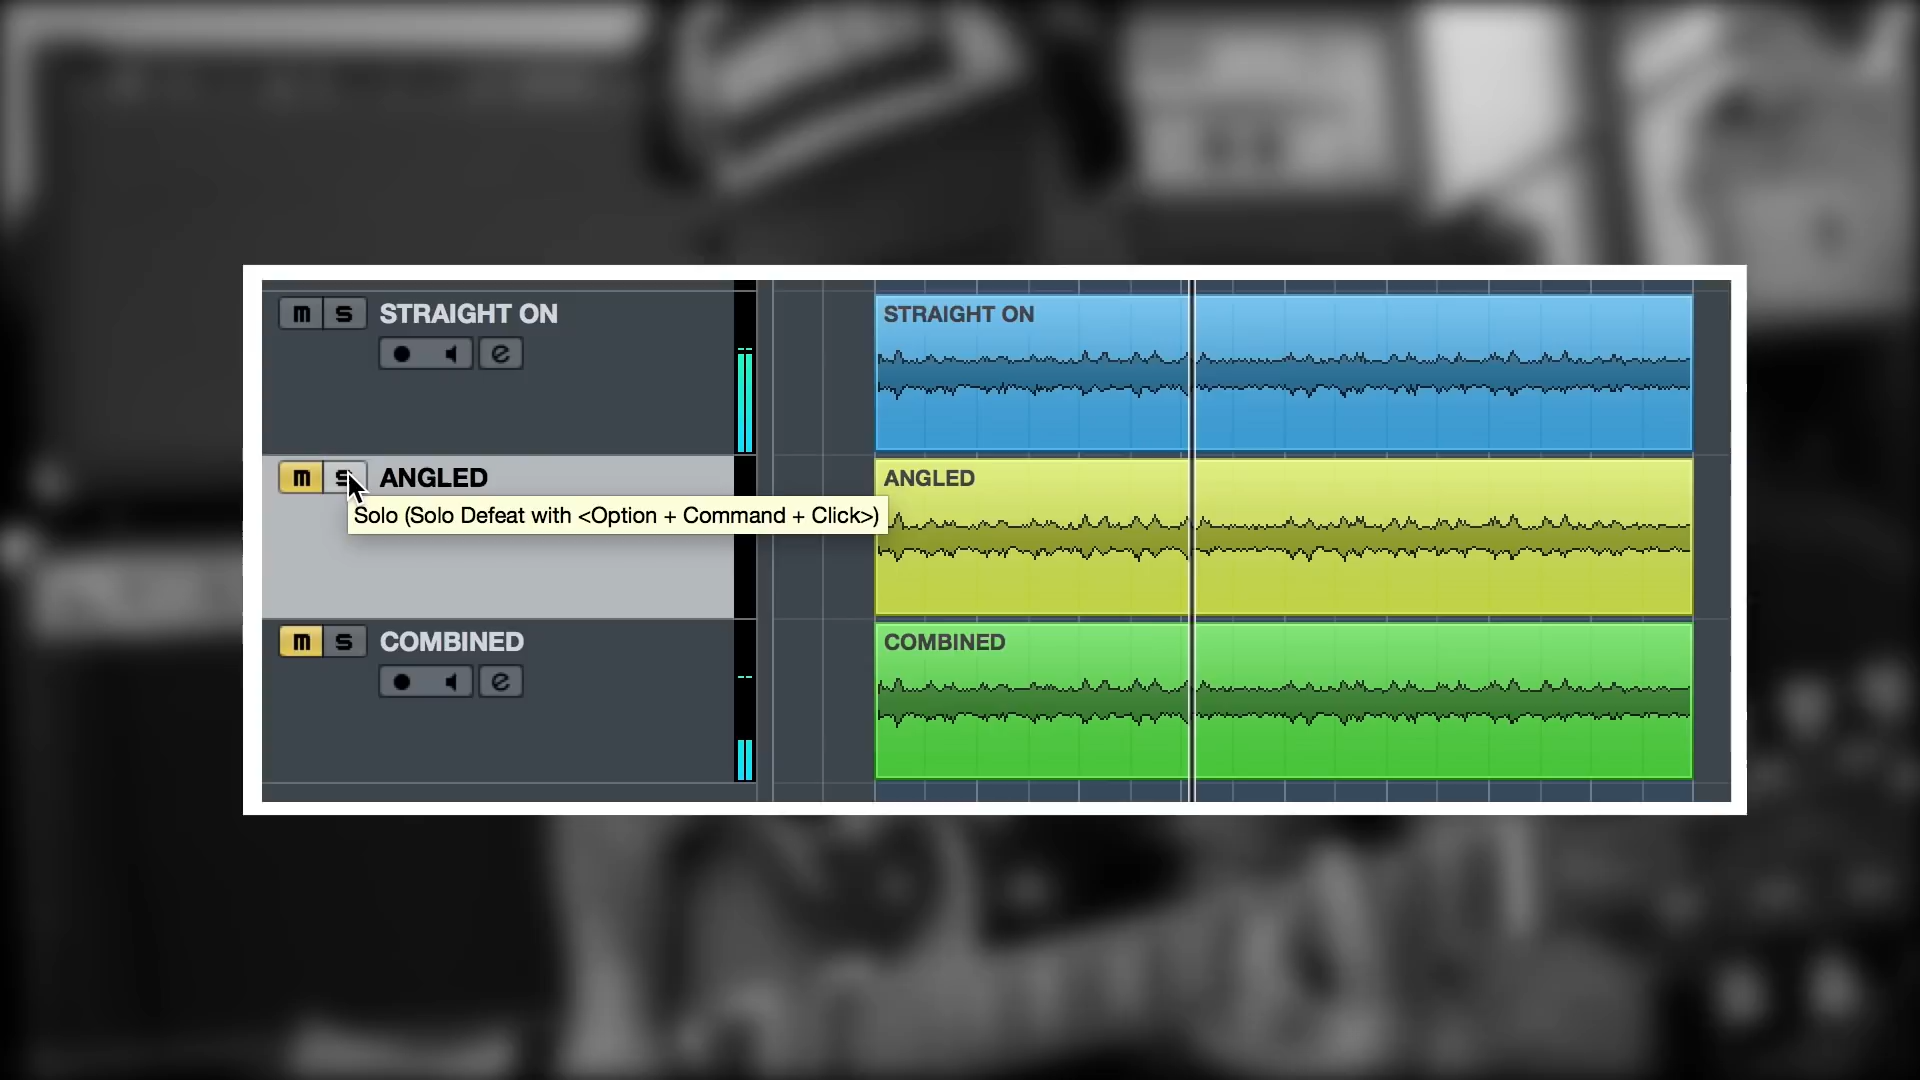 m S STRAIGHT ON
e
STRAIGHT ON
m S ANGLED
Solo (Solo Defeat with <Option + Command + Click>)
ANGLED
m S COMBINED
e
COMBINED